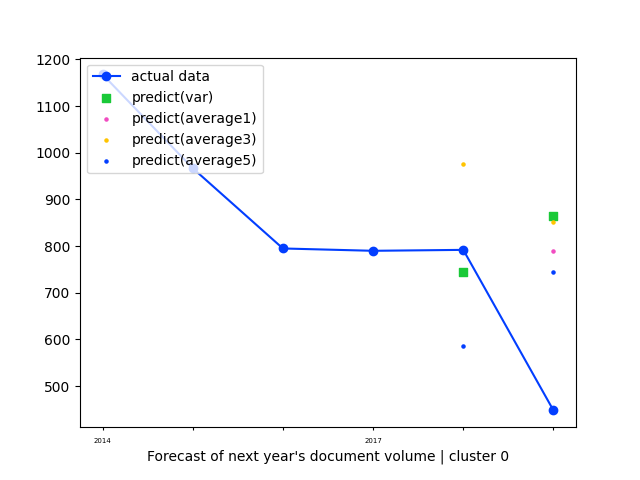 1200
1100
1000
900
800
700
600
500
actual data
predict(var)
predict(average1)
predict(average3)
predict(average5)
2014
2017
Forecast of next year's document volume | cluster 0